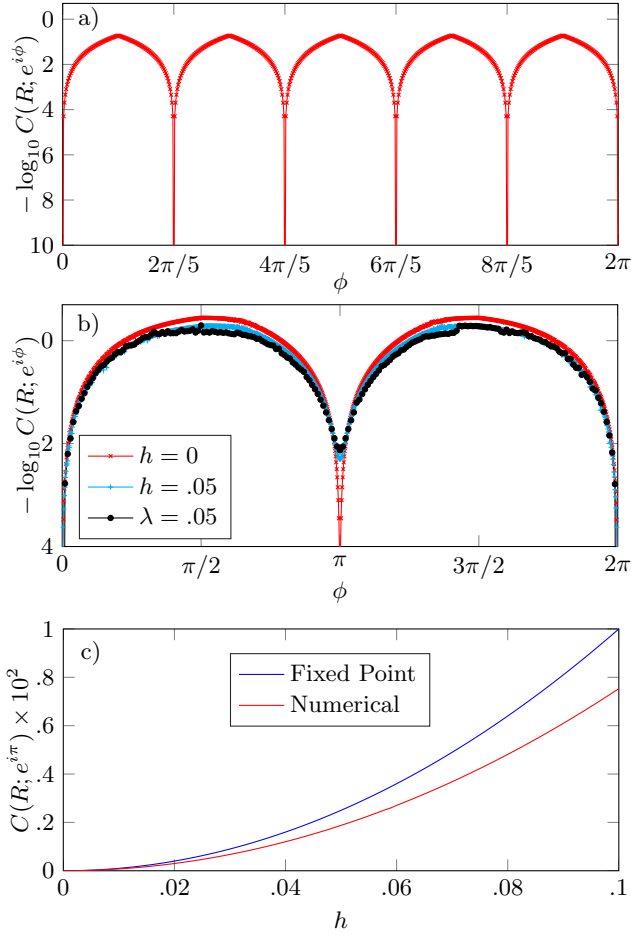 a)
0
2
4
6
8
10
− log₁₀ C(R; e^{iϕ})
0 2π/5 4π/5 6π/5 8π/5 2π
ϕ
b)
0
2
4
− log₁₀ C(R; e^{iϕ})
h = 0
h = .05
λ = .05
0 π/2 π 3π/2 2π
ϕ
c)
1
.8
.6
.4
.2
0
C(R; e^{iπ}) × 10²
Fixed Point
Numerical
0 .02 .04 .06 .08 .1
h